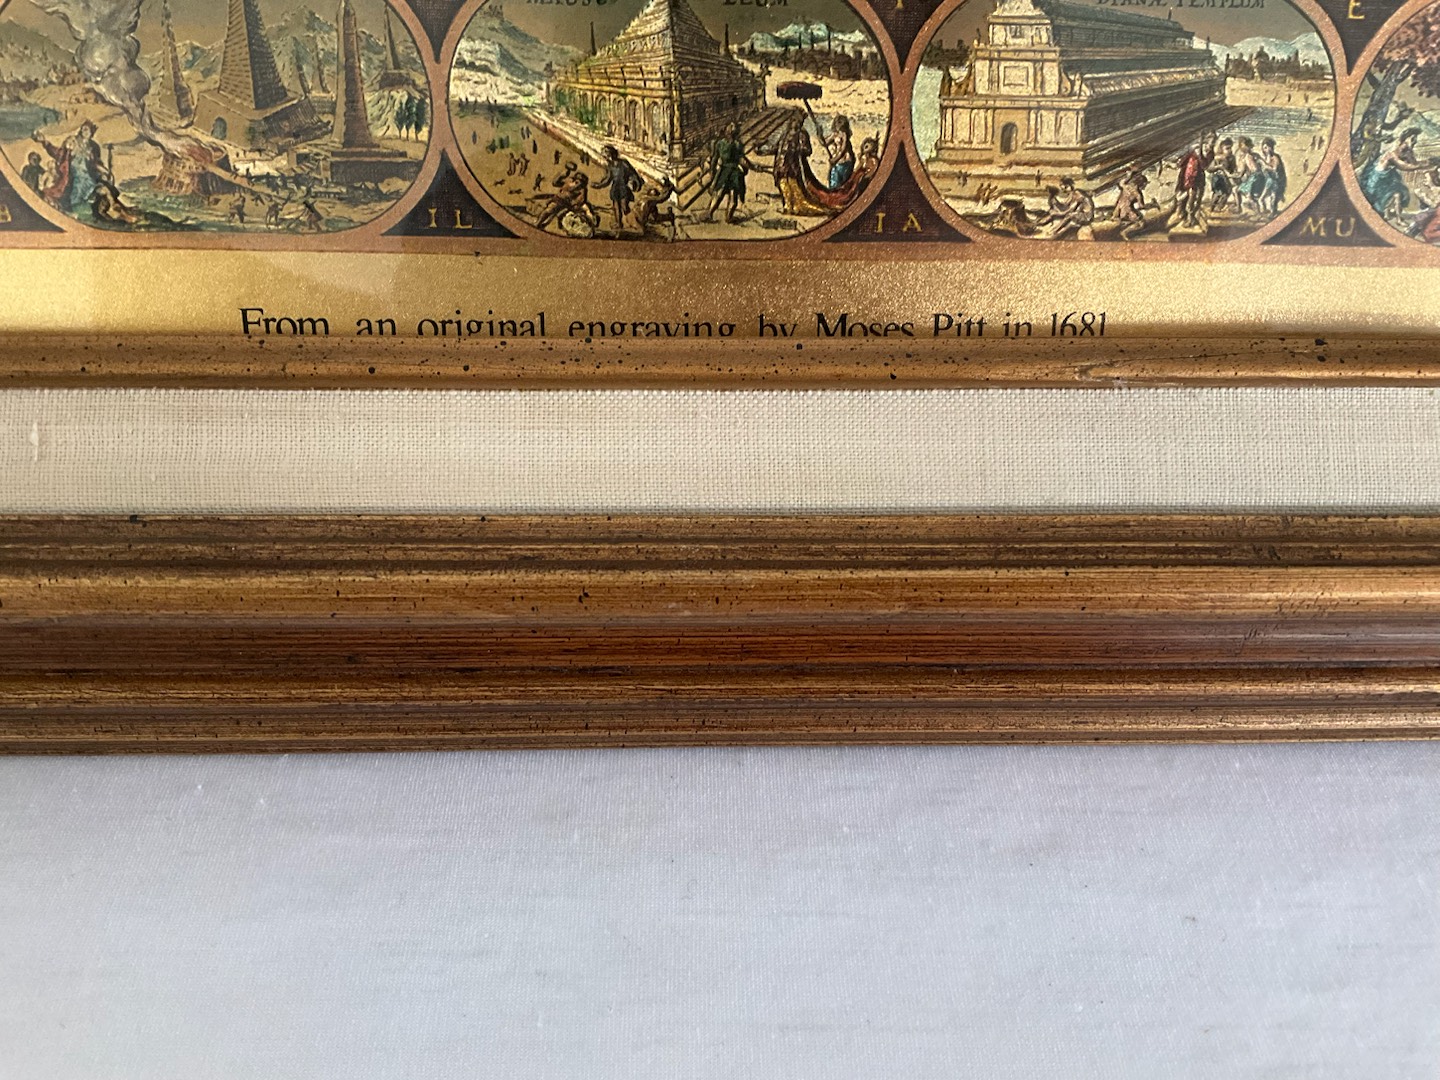 DIANÆ TEMPLUM
E
IL
IA
MU
From an original engraving by Moses Pitt in 1681